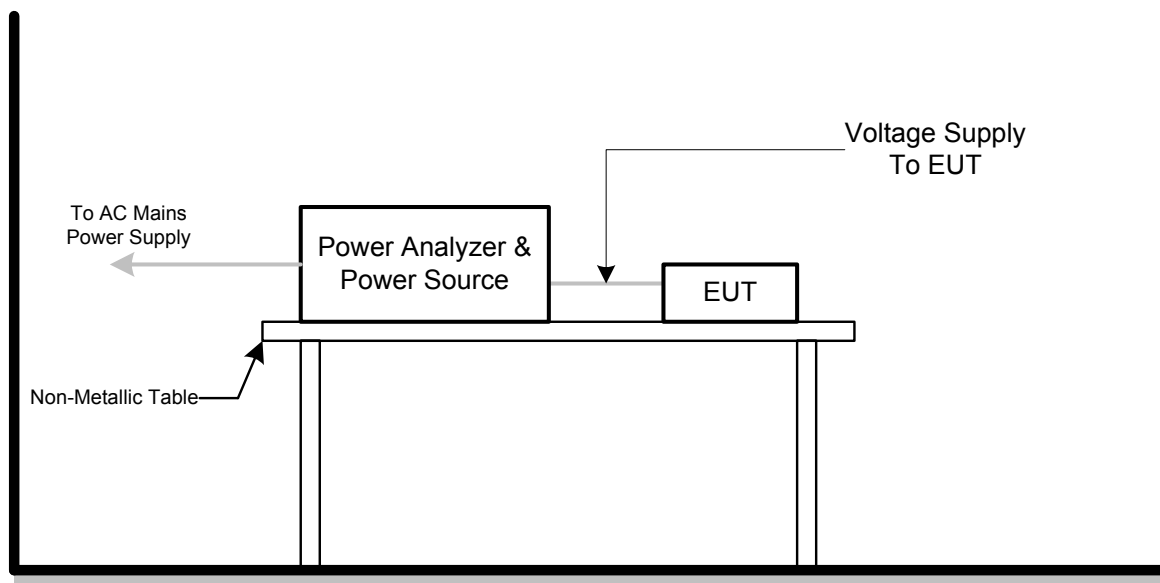 Voltage Supply
To EUT
To AC Mains
Power Supply
Power Analyzer &
Power Source
EUT
Non-Metallic Table